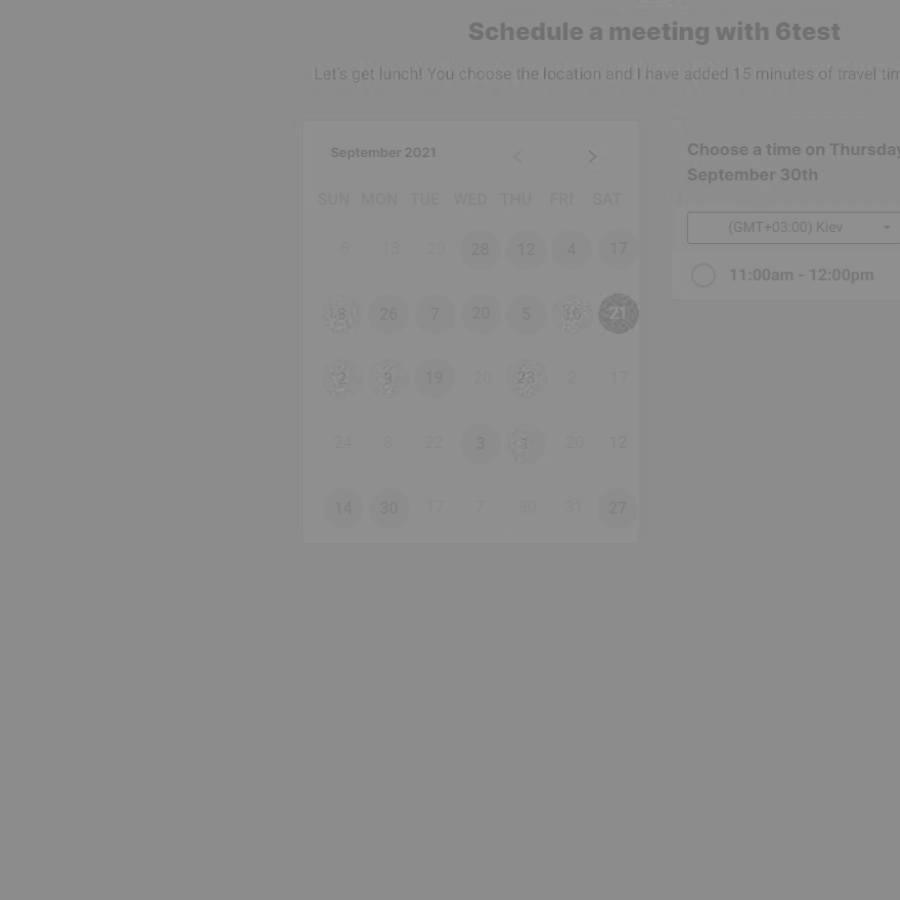 Schedule a meeting with 6test
Let's get lunch! You choose the location and I have added 15 minutes of travel tim
September 2021
SUN MON TUE WED THU FRI SAT
6 13 20 28 12 4 17
18 26 7 20 5 16 21
2 9 19 20 23 2 17
24 8 22 3 1 20 12
14 30 17 7 30 31 27
Choose a time on Thursday
September 30th
(GMT+03:00) Kiev
11:00am - 12:00pm